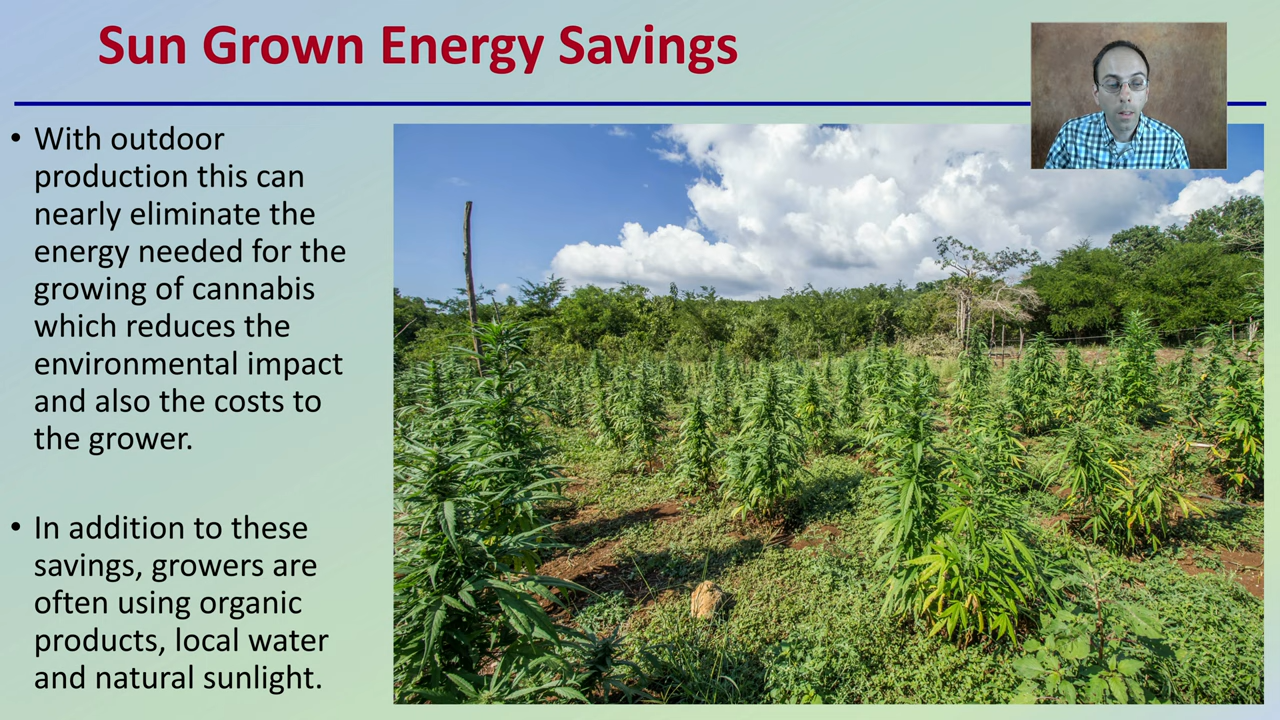 Sun Grown Energy Savings
• With outdoor
production this can
nearly eliminate the
energy needed for the
growing of cannabis
which reduces the
environmental impact
and also the costs to
the grower.
• In addition to these
savings, growers are
often using organic
products, local water
and natural sunlight.